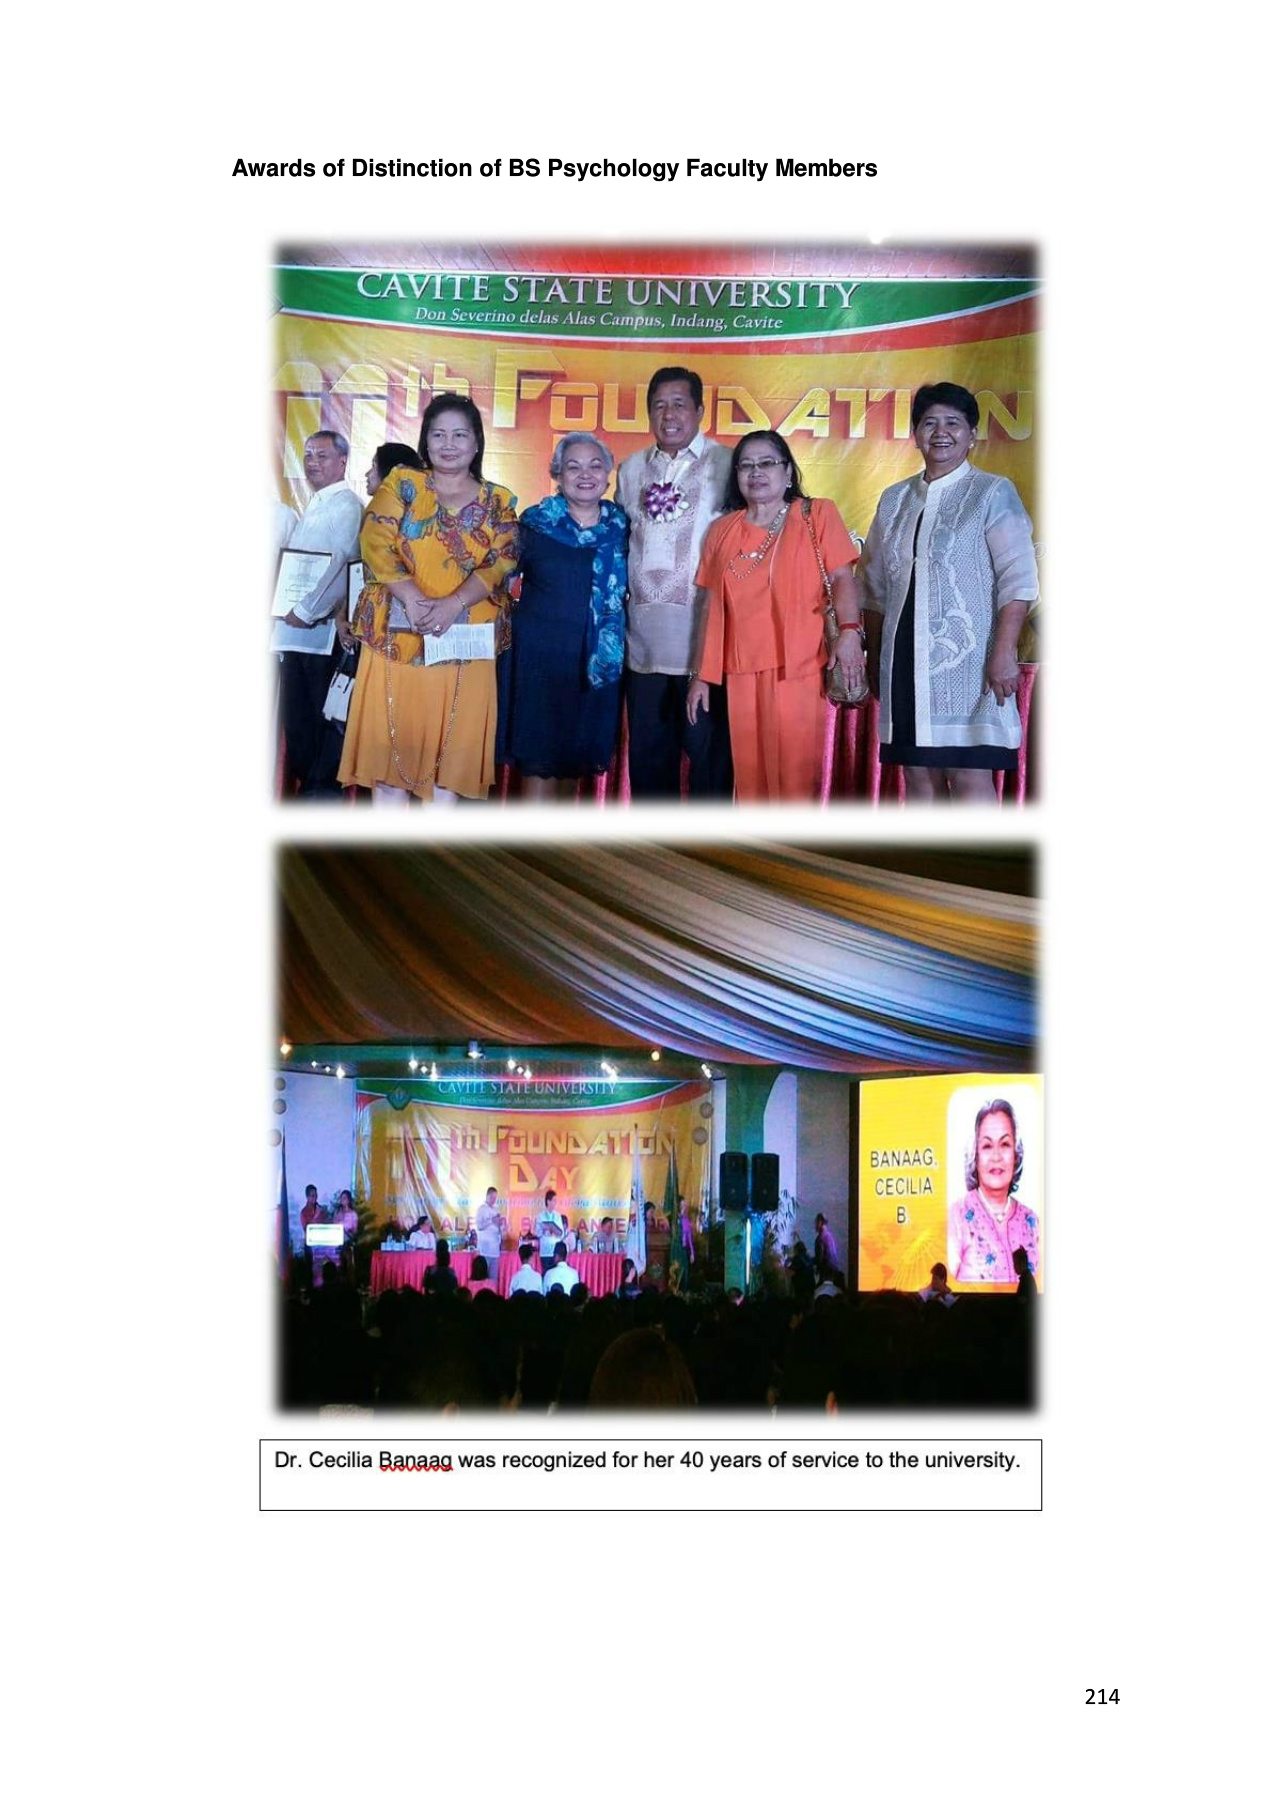 Awards of Distinction of BS Psychology Faculty Members
CAVITE STATE UNIVERSITY
Don Severino delas Alas Campus, Indang, Cavite
11th FOUNDATION
CAVITE STATE UNIVERSITY
11th FOUNDATION
DAY
BANAAG,
CECILIA
B.
Dr. Cecilia Banaag was recognized for her 40 years of service to the university.
214